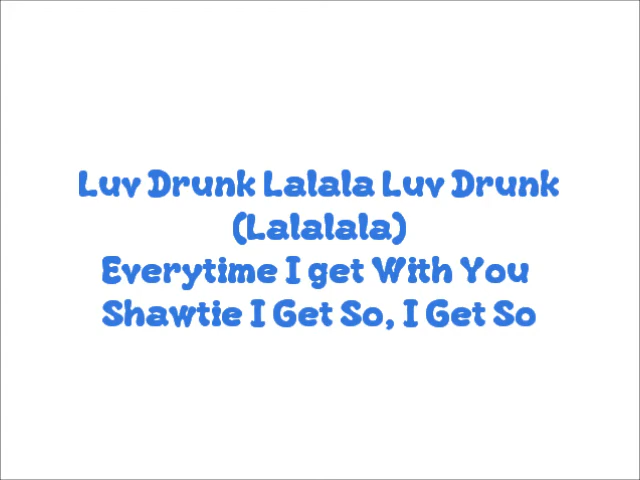 Luv Drunk Lalala Luv Drunk
(Lalalala)
Everytime I get With You
Shawtie I Get So, I Get So